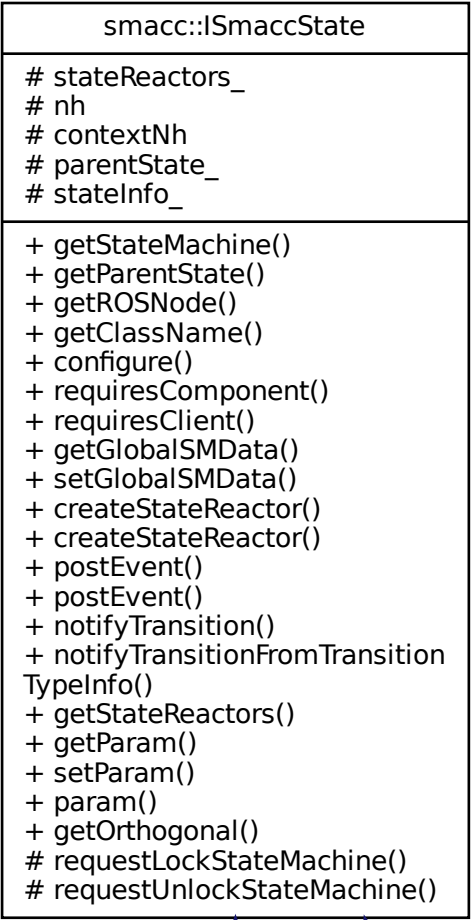 smacc::ISmaccState
# stateReactors_
# nh
# contextNh
# parentState_
# stateInfo_
+ getStateMachine()
+ getParentState()
+ getROSNode()
+ getClassName()
+ configure()
+ requiresComponent()
+ requiresClient()
+ getGlobalSMData()
+ setGlobalSMData()
+ createStateReactor()
+ createStateReactor()
+ postEvent()
+ postEvent()
+ notifyTransition()
+ notifyTransitionFromTransition
TypeInfo()
+ getStateReactors()
+ getParam()
+ setParam()
+ param()
+ getOrthogonal()
# requestLockStateMachine()
# requestUnlockStateMachine()